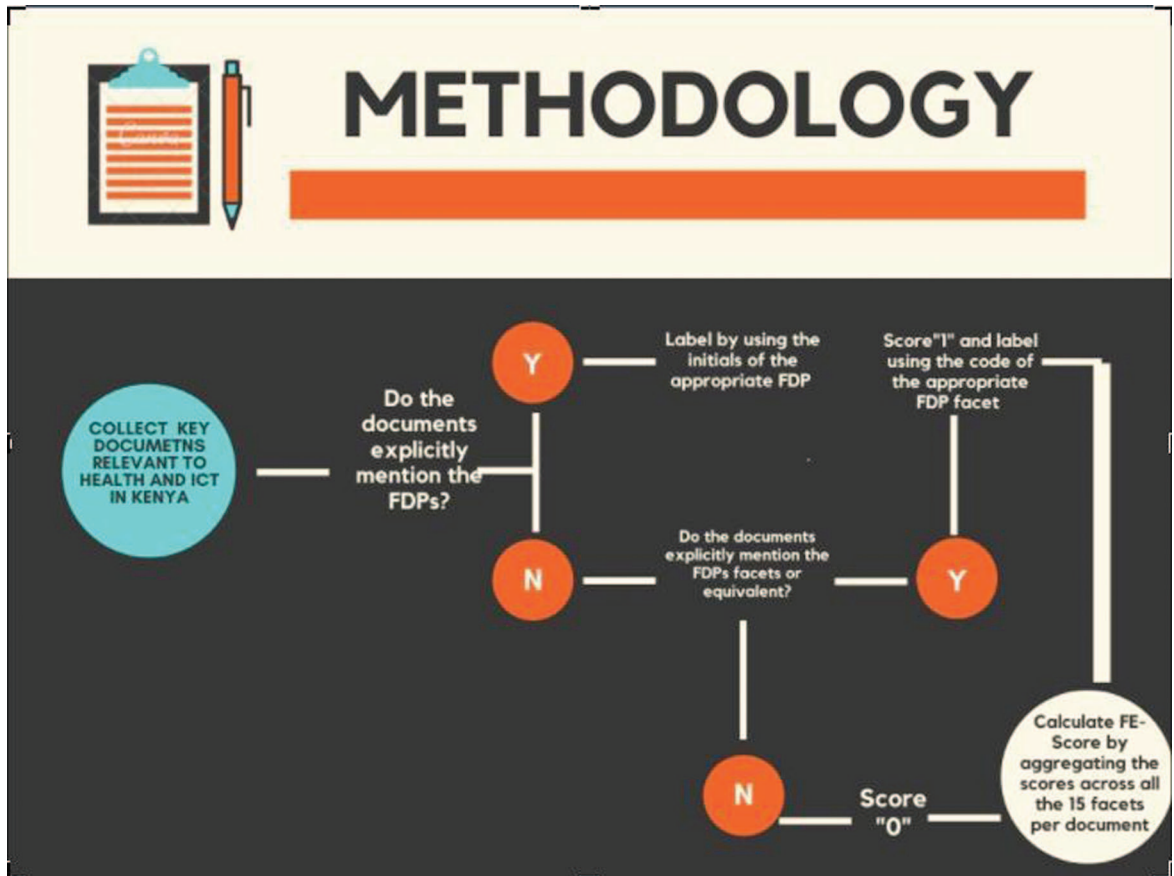 METHODOLOGY
COLLECT KEY
DOCUMETNS
RELEVANT TO
HEALTH AND ICT
IN KENYA
Do the
documents
explicitly
mention the
FDPs?
Y
Label by using the
initials of the
appropriate FDP
N
Do the documents
explicitly mention the
FDPs facets or
equivalent?
Y
Score"1" and label
using the code of
the appropriate
FDP facet
N
Score
"0"
Calculate FE-
Score by
aggregating the
scores across all
the 15 facets
per document